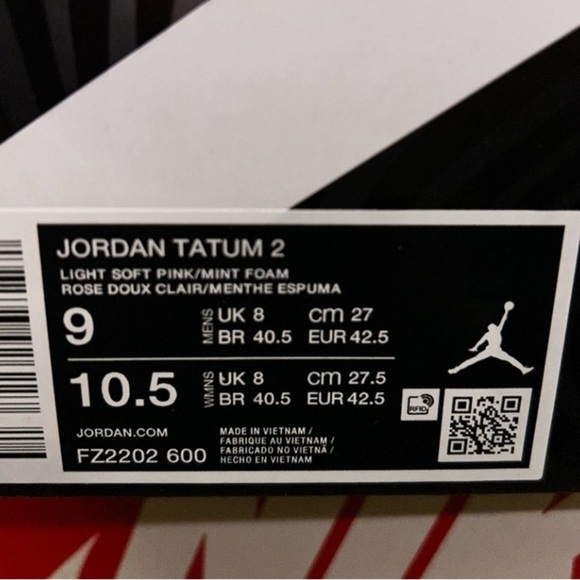 JORDAN TATUM 2
LIGHT SOFT PINK/MINT FOAM
ROSE DOUX CLAIR/MENTHE ESPUMA
9 MENS UK 8 cm 27
BR 40.5 EUR 42.5
10.5 WMNS UK 8 cm 27.5
BR 40.5 EUR 42.5
RFID
JORDAN.COM
FZ2202 600
MADE IN VIETNAM /
FABRIQUE AU VIETNAM /
FABRICADO NO VIETNÃ /
HECHO EN VIETNAM